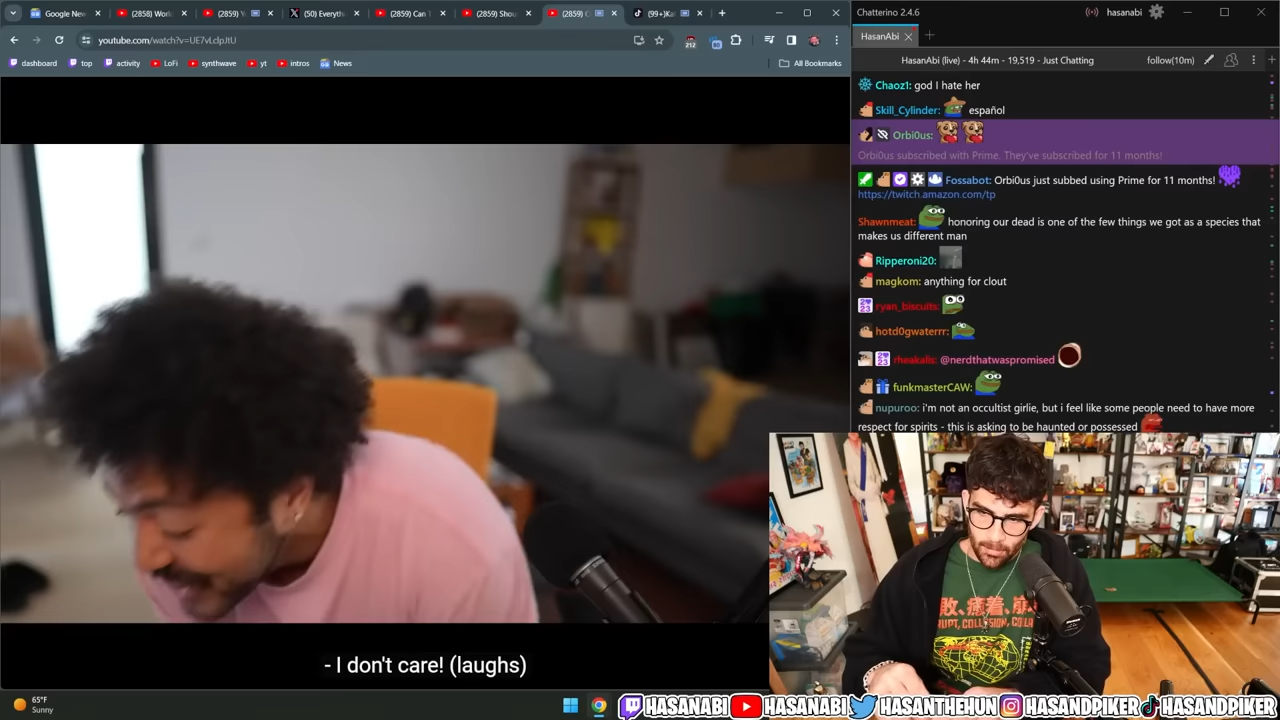 Google New
(2858) Worl
(2859) Y
(50) Everyth
(2859) Can T
(2859) Shou
(2859) C
(99+)Ka
youtube.com/watch?v=UE7vLclpJtU
212
dashboard
top
activity
LoFi
synthwave
yt
intros
News
All Bookmarks
- I don't care! (laughs)
Chatterino 2.4.6
hasanabi
HasanAbi
HasanAbi (live) - 4h 44m - 19,519 - Just Chatting
follow(10m)
Chaoz1: god I hate her
Skill_Cylinder: español
Orbi0us:
Orbi0us subscribed with Prime. They've subscribed for 11 months!
Fossabot: Orbi0us just subbed using Prime for 11 months!
https://twitch.amazon.com/tp
Shawnmeat: honoring our dead is one of the few things we got as a species that
makes us different man
Ripperoni20:
magkom: anything for clout
ryan_biscuits:
hotd0gwaterrr:
rheakalis: @nerdthatwaspromised
funkmasterCAW:
nupuroo: i'm not an occultist girlie, but i feel like some people need to have more
respect for spirits - this is asking to be haunted or possessed
65°F
Sunny
HASANABI
HASANABI
HASANTHEHUN
HASANDPIKER
HASANDPIKER